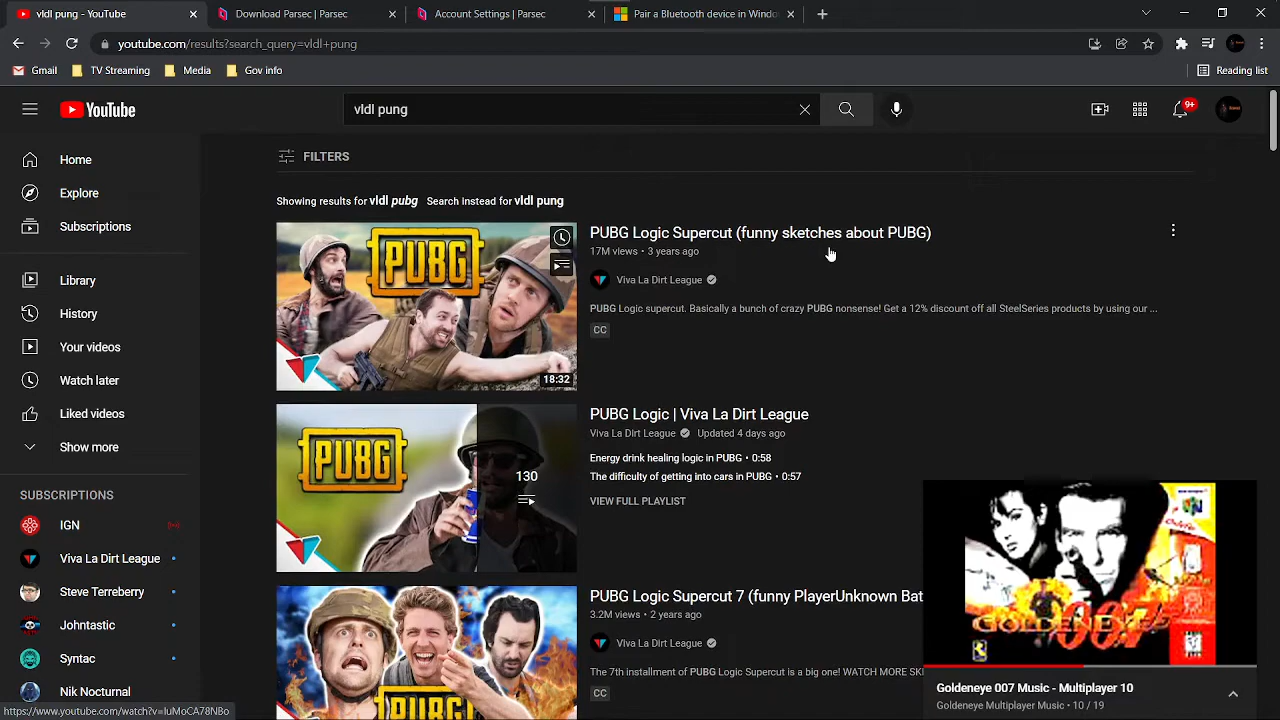 vldl pung - YouTube
Download Parsec | Parsec
Account Settings | Parsec
Pair a Bluetooth device in Windo
youtube.com/results?search_query=vldl+pung
Gmail
TV Streaming
Media
Gov info
Reading list
YouTube
vldl pung
9+
Home
Explore
Subscriptions
Library
History
Your videos
Watch later
Liked videos
Show more
SUBSCRIPTIONS
IGN
Viva La Dirt League
Steve Terreberry
Johntastic
Syntac
Nik Nocturnal
FILTERS
Showing results for vldl pubg Search instead for vldl pung
PUBG
18:32
PUBG Logic Supercut (funny sketches about PUBG)
17M views • 3 years ago
Viva La Dirt League
PUBG Logic supercut. Basically a bunch of crazy PUBG nonsense! Get a 12% discount off all SteelSeries products by using our ...
CC
PUBG
130
PUBG Logic | Viva La Dirt League
Viva La Dirt League Updated 4 days ago
Energy drink healing logic in PUBG • 0:58
The difficulty of getting into cars in PUBG • 0:57
VIEW FULL PLAYLIST
PUBG
PUBG Logic Supercut 7 (funny PlayerUnknown Bat
3.2M views • 2 years ago
Viva La Dirt League
The 7th installment of PUBG Logic Supercut is a big one! WATCH MORE SKI
CC
GOLDENEYE
007
Goldeneye 007 Music - Multiplayer 10
Goldeneye Multiplayer Music • 10 / 19
https://www.youtube.com/watch?v=IuMoCA78NBo